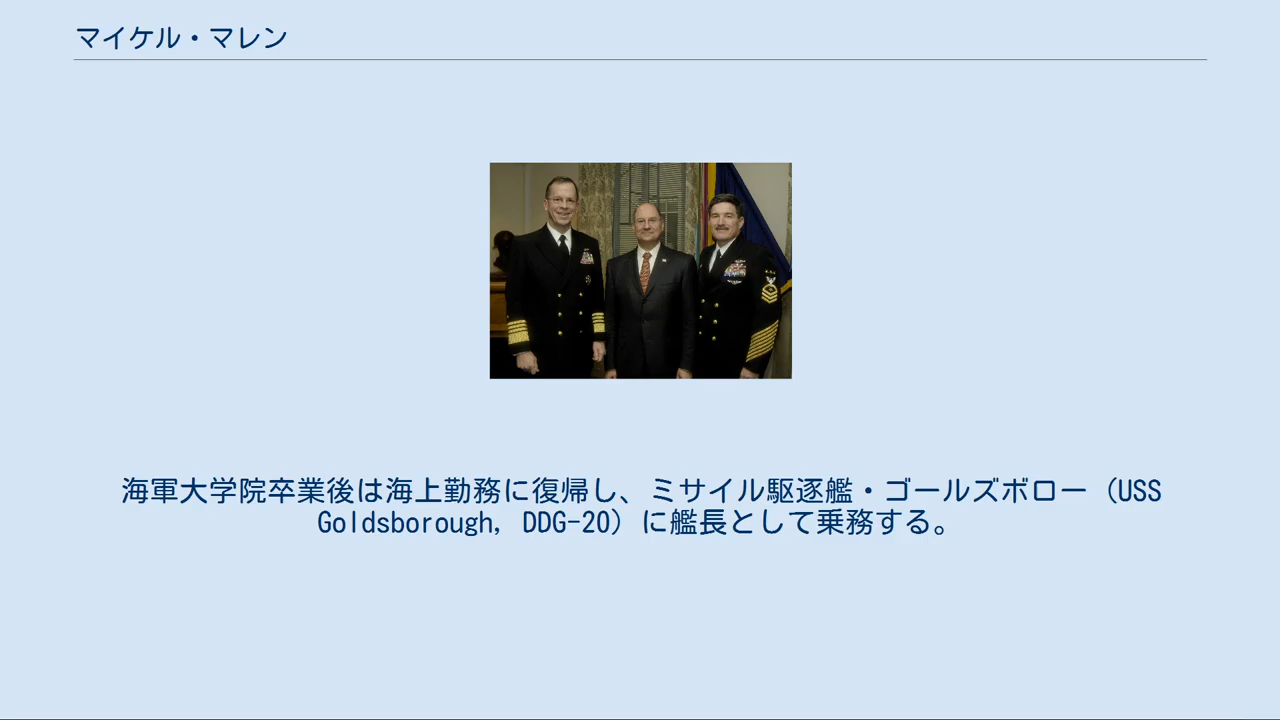 マイケル・マレン
海軍大学院卒業後は海上勤務に復帰し、ミサイル駆逐艦・ゴールズボロー（USS
Goldsborough, DDG-20）に艦長として乗務する。